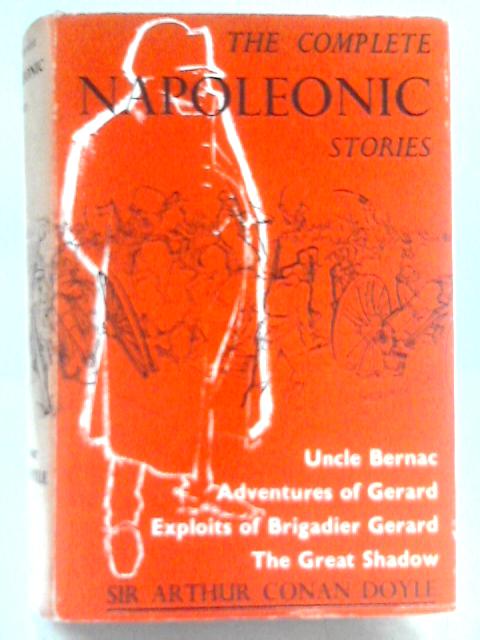 THE COMPLETE
NAPOLEONIC
STORIES
Uncle Bernac
Adventures of Gerard
Exploits of Brigadier Gerard
The Great Shadow
SIR ARTHUR CONAN DOYLE